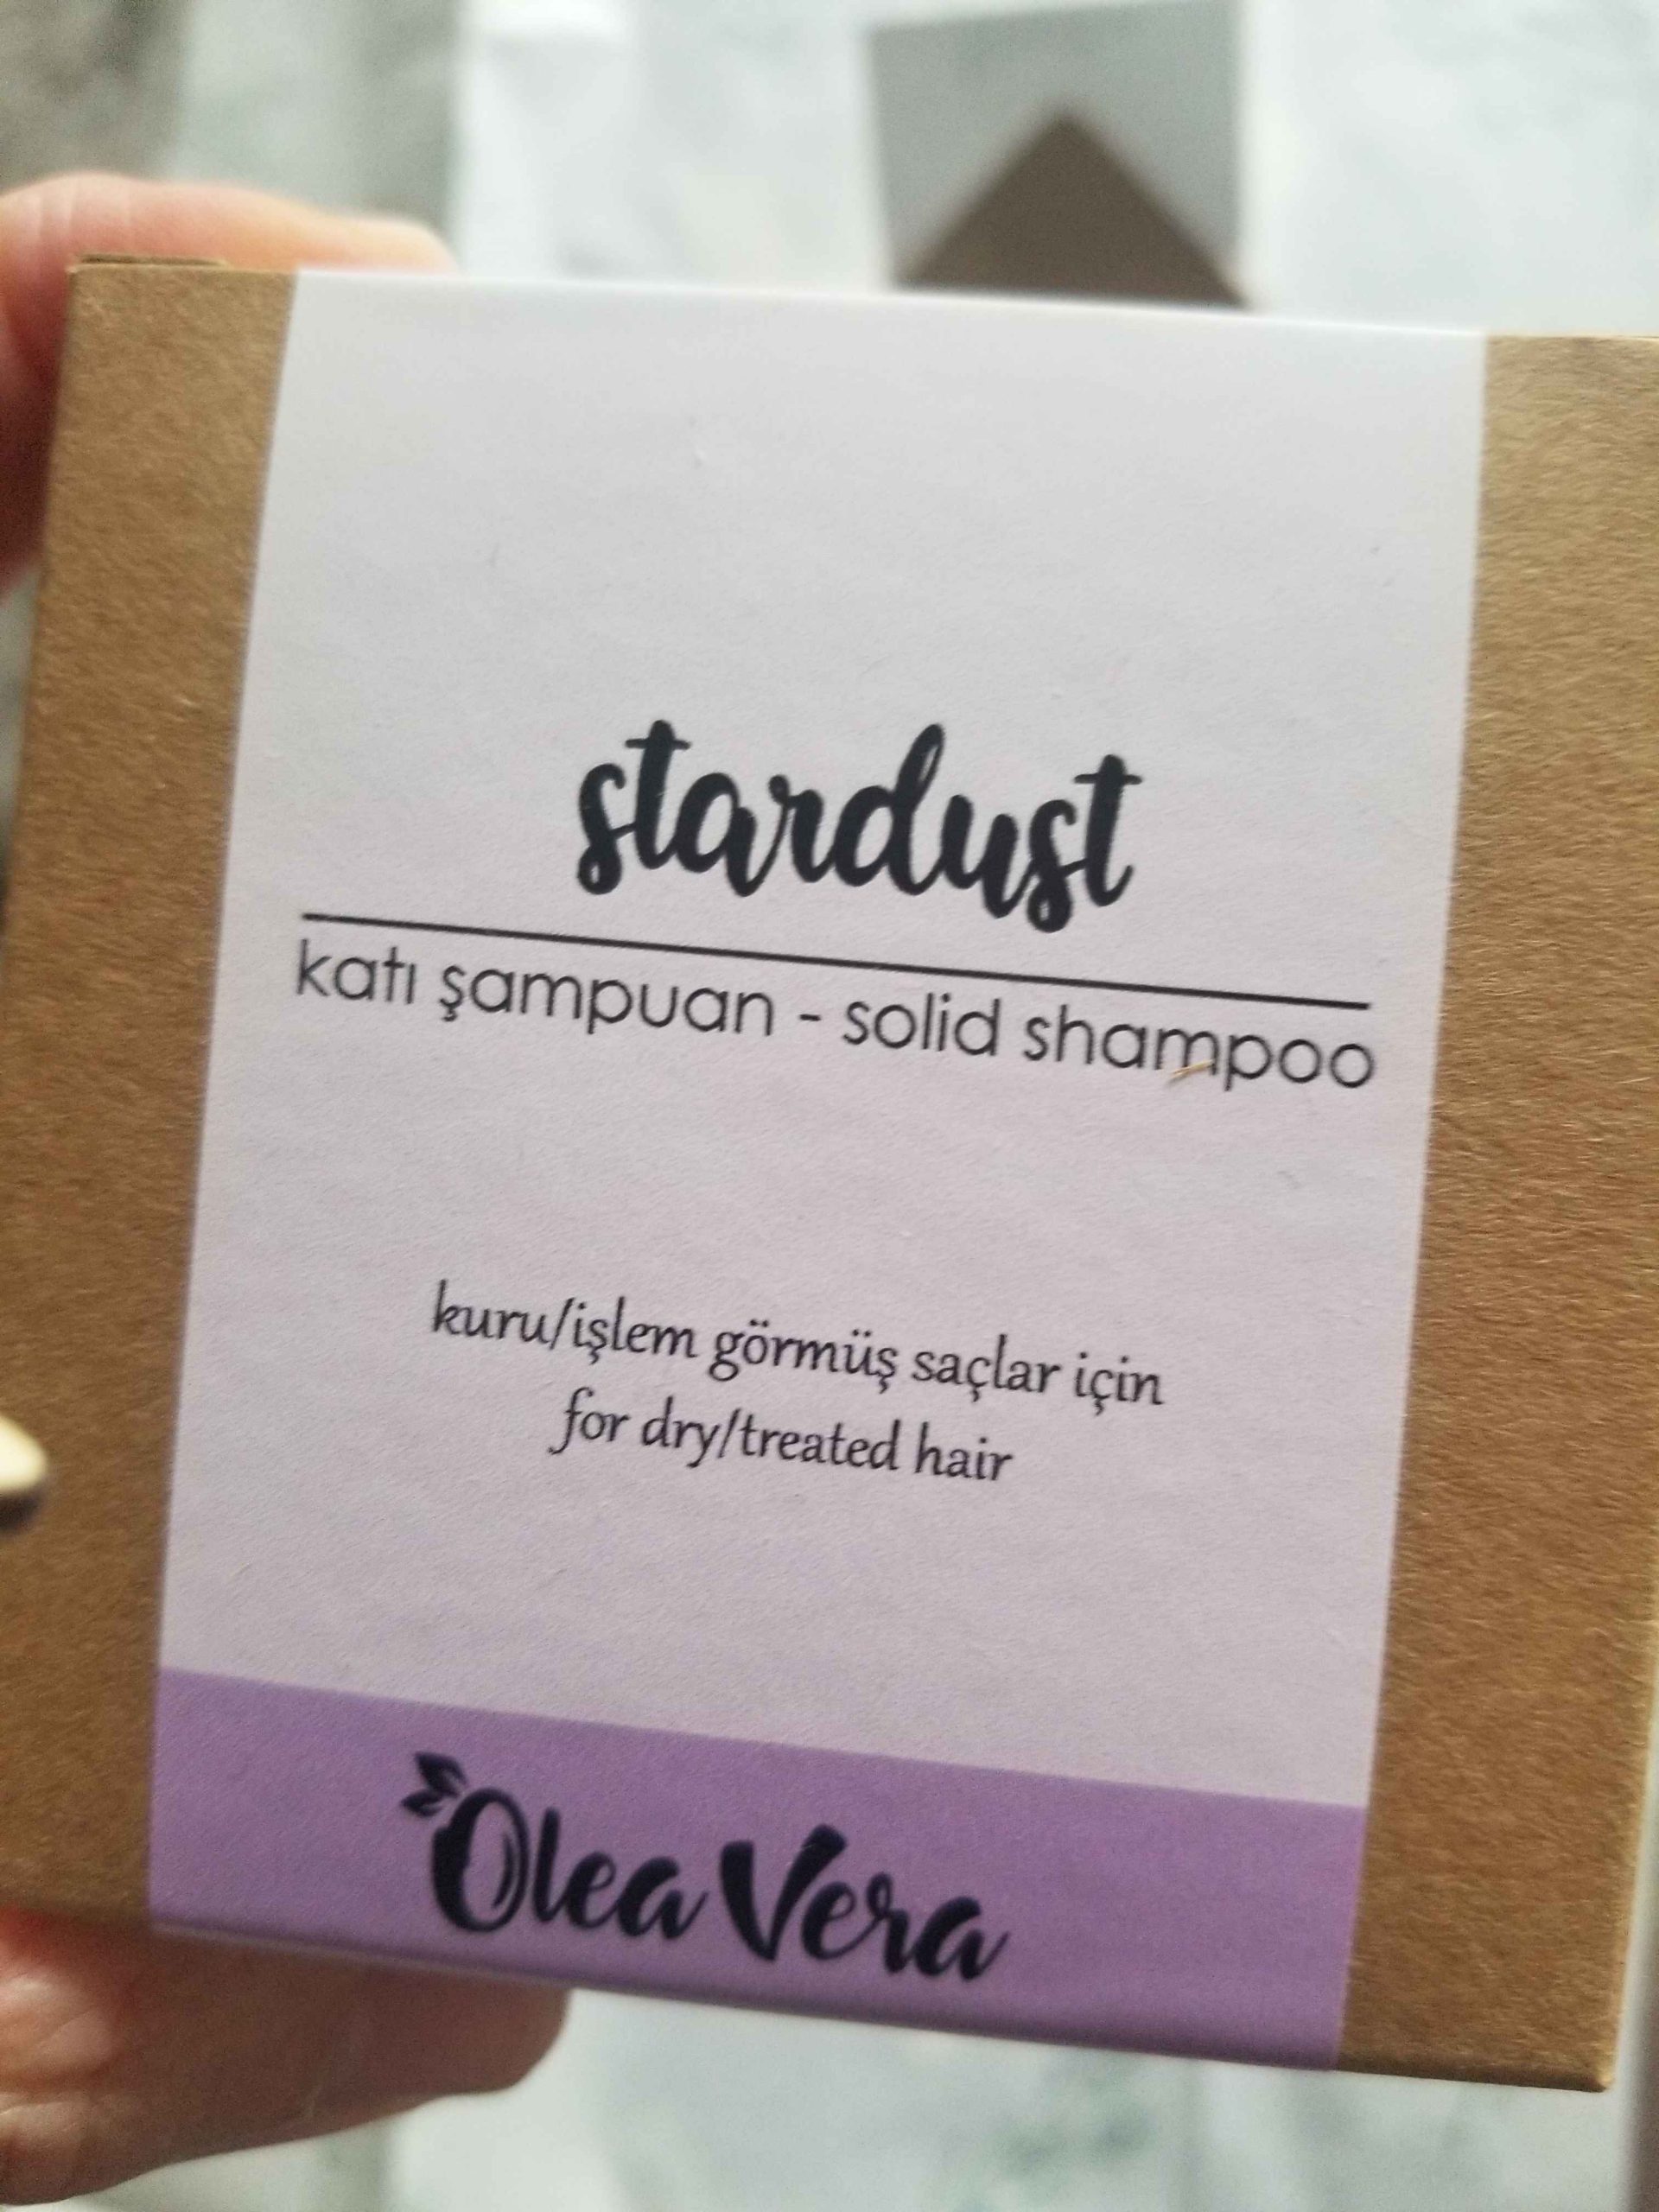 stardust
katı şampuan - solid shampoo
kuru/işlem görmüş saçlar için
for dry/treated hair
Olea Vera